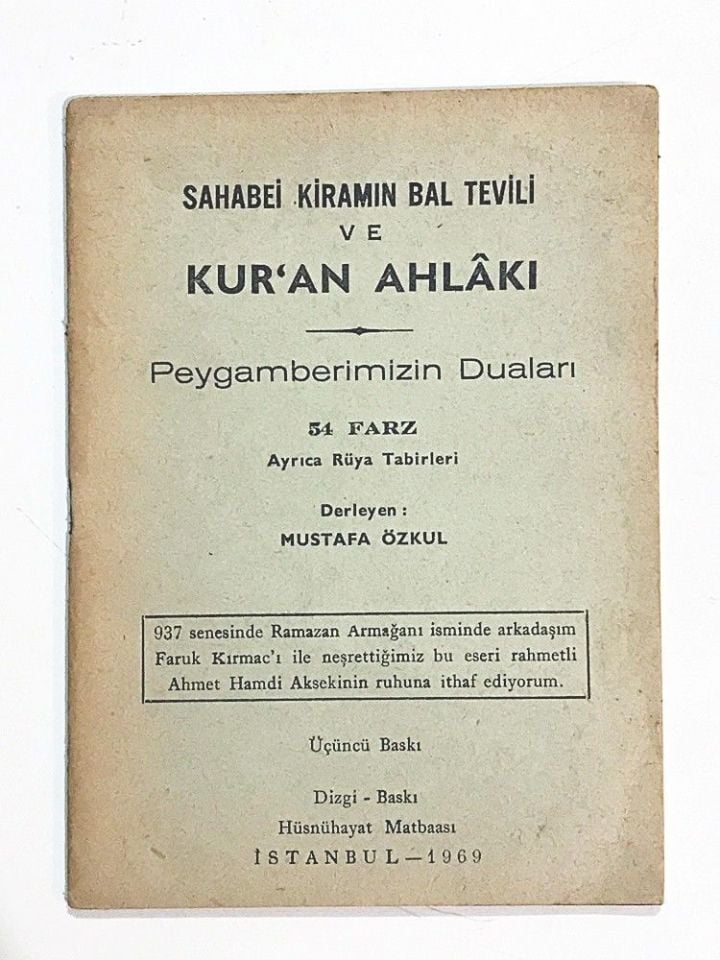 SAHABEİ KİRAMIN BAL TEVİLİ
VE
KUR'AN AHLÂKI
Peygamberimizin Duaları
54 FARZ
Ayrıca Rüya Tabirleri
Derleyen :
MUSTAFA ÖZKUL
937 senesinde Ramazan Armağanı isminde arkadaşım
Faruk Kırmac'ı ile neşrettiğimiz bu eseri rahmetli
Ahmet Hamdi Aksekinin ruhuna ithaf ediyorum.
Üçüncü Baskı
Dizgi - Baskı
Hüsnühayat Matbaası
İSTANBUL — 1969